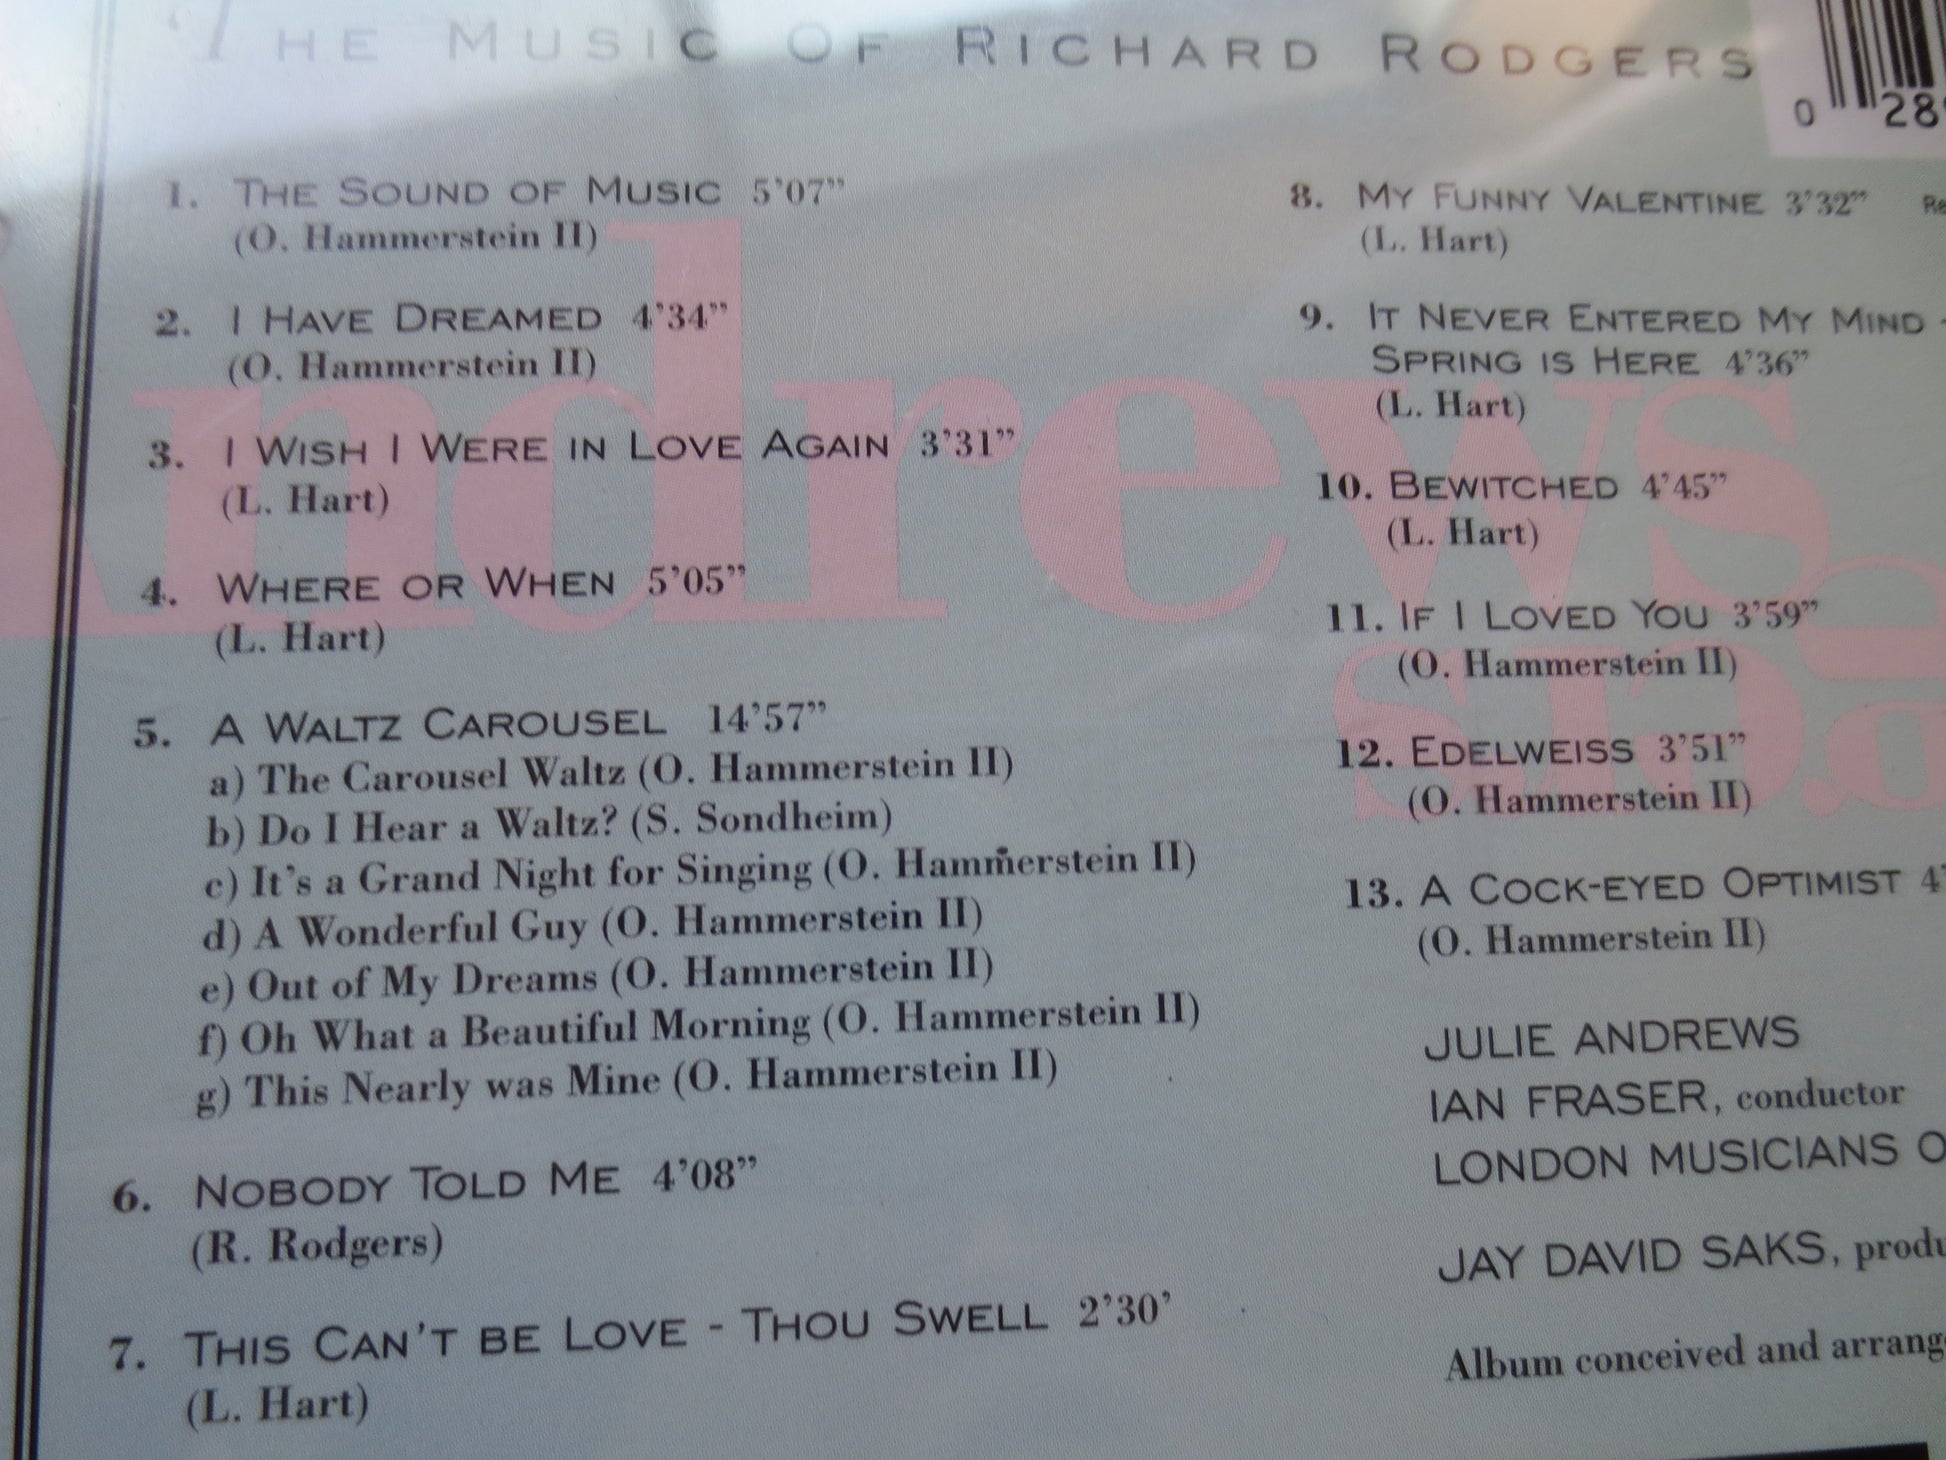 THE MUSIC OF RICHARD RODGERS
0 28
1. THE SOUND OF MUSIC 5'07"
(O. Hammerstein II)
2. I HAVE DREAMED 4'34"
(O. Hammerstein II)
3. I WISH I WERE IN LOVE AGAIN 3'31"
(L. Hart)
4. WHERE OR WHEN 5'05"
(L. Hart)
5. A WALTZ CAROUSEL 14'57"
a) The Carousel Waltz (O. Hammerstein II)
b) Do I Hear a Waltz? (S. Sondheim)
c) It's a Grand Night for Singing (O. Hammerstein II)
d) A Wonderful Guy (O. Hammerstein II)
e) Out of My Dreams (O. Hammerstein II)
f) Oh What a Beautiful Morning (O. Hammerstein II)
g) This Nearly was Mine (O. Hammerstein II)
6. NOBODY TOLD ME 4'08"
(R. Rodgers)
7. THIS CAN'T BE LOVE - THOU SWELL 2'30'
(L. Hart)
8. MY FUNNY VALENTINE 3'32"
(L. Hart)
9. IT NEVER ENTERED MY MIND -
SPRING IS HERE 4'36"
(L. Hart)
10. BEWITCHED 4'45"
(L. Hart)
11. IF I LOVED YOU 3'59"
(O. Hammerstein II)
12. EDELWEISS 3'51"
(O. Hammerstein II)
13. A COCK-EYED OPTIMIST 4'
(O. Hammerstein II)
JULIE ANDREWS
IAN FRASER, conductor
LONDON MUSICIANS O
JAY DAVID SAKS, produ
Album conceived and arrang
Andrews